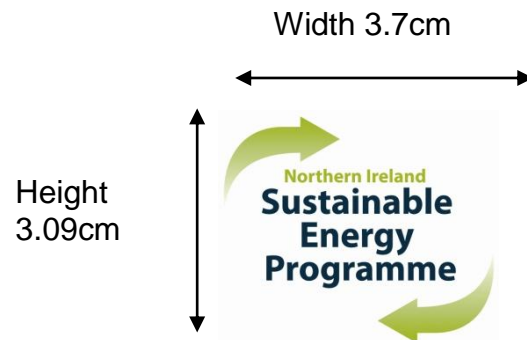 Width 3.7cm
Height
3.09cm
Northern Ireland
Sustainable
Energy
Programme